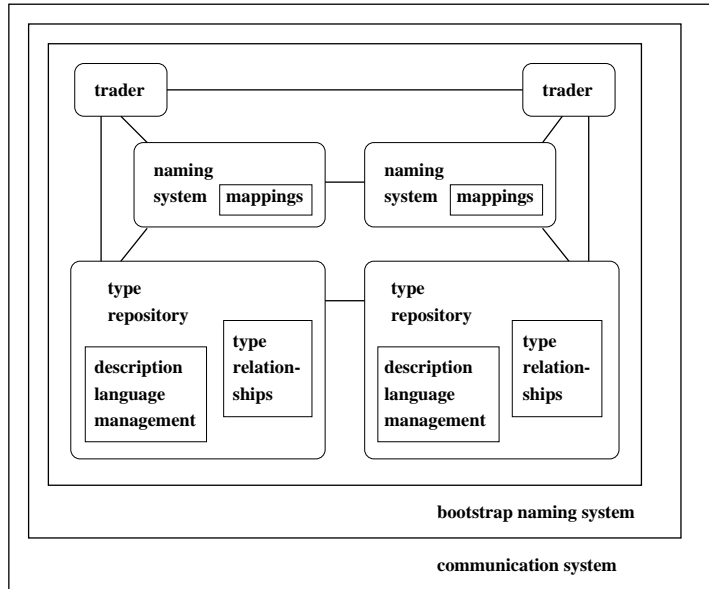 trader
trader
naming
system mappings
naming
system mappings
type
repository
type
relation-
ships
description
language
management
type
repository
type
relation-
ships
description
language
management
bootstrap naming system
communication system